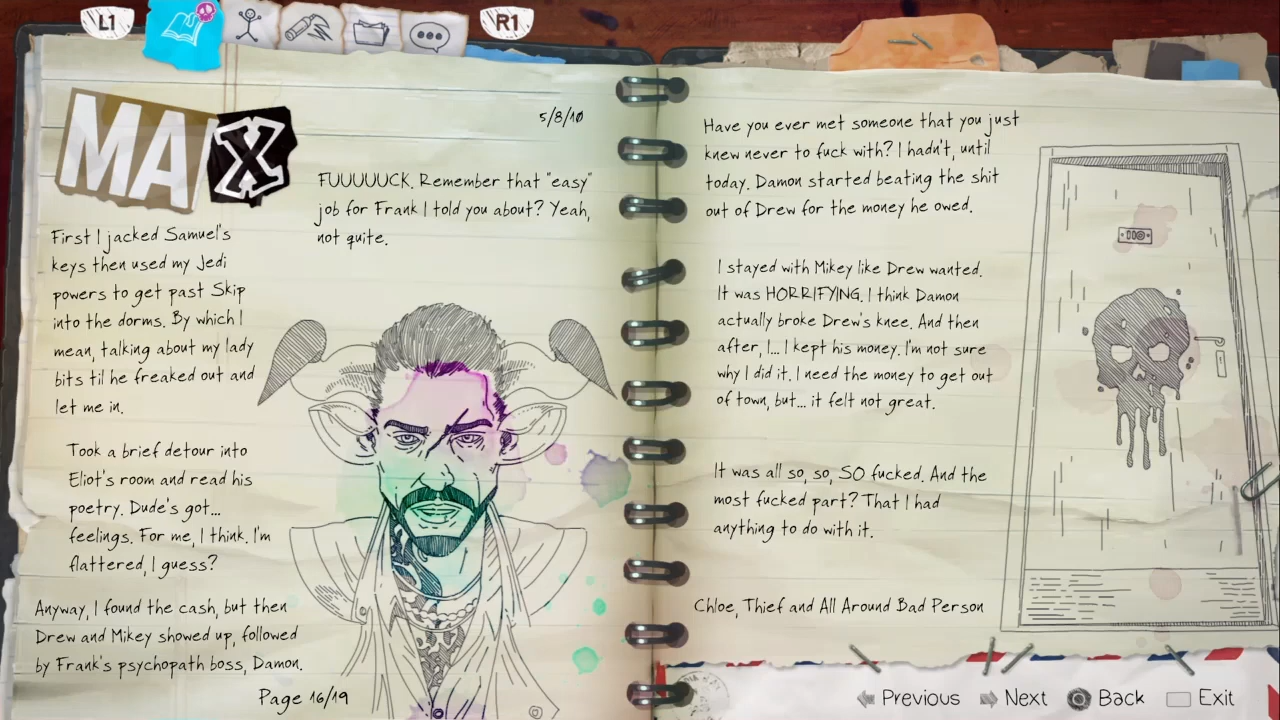 L1
R1
MAX
5/8/10
FUUUUUCK. Remember that "easy"
job for Frank I told you about? Yeah,
not quite.
First I jacked Samuel's
keys then used my Jedi
powers to get past Skip
into the dorms. By which I
mean, talking about my lady
bits til he freaked out and
let me in.
Took a brief detour into
Eliot's room and read his
poetry. Dude's got...
feelings. For me, I think. I'm
flattered, I guess?
Anyway, I found the cash, but then
Drew and Mikey showed up, followed
by Frank's psychopath boss, Damon.
Page 16/19
Have you ever met someone that you just
knew never to fuck with? I hadn't, until
today. Damon started beating the shit
out of Drew for the money he owed.
I stayed with Mikey like Drew wanted.
It was HORRIFYING. I think Damon
actually broke Drew's knee. And then
after, I... I kept his money. I'm not sure
why I did it. I need the money to get out
of town, but... it felt not great.
It was all so, so, SO fucked. And the
most fucked part? That I had
anything to do with it.
Chloe, Thief and All Around Bad Person
Previous
Next
Back
Exit